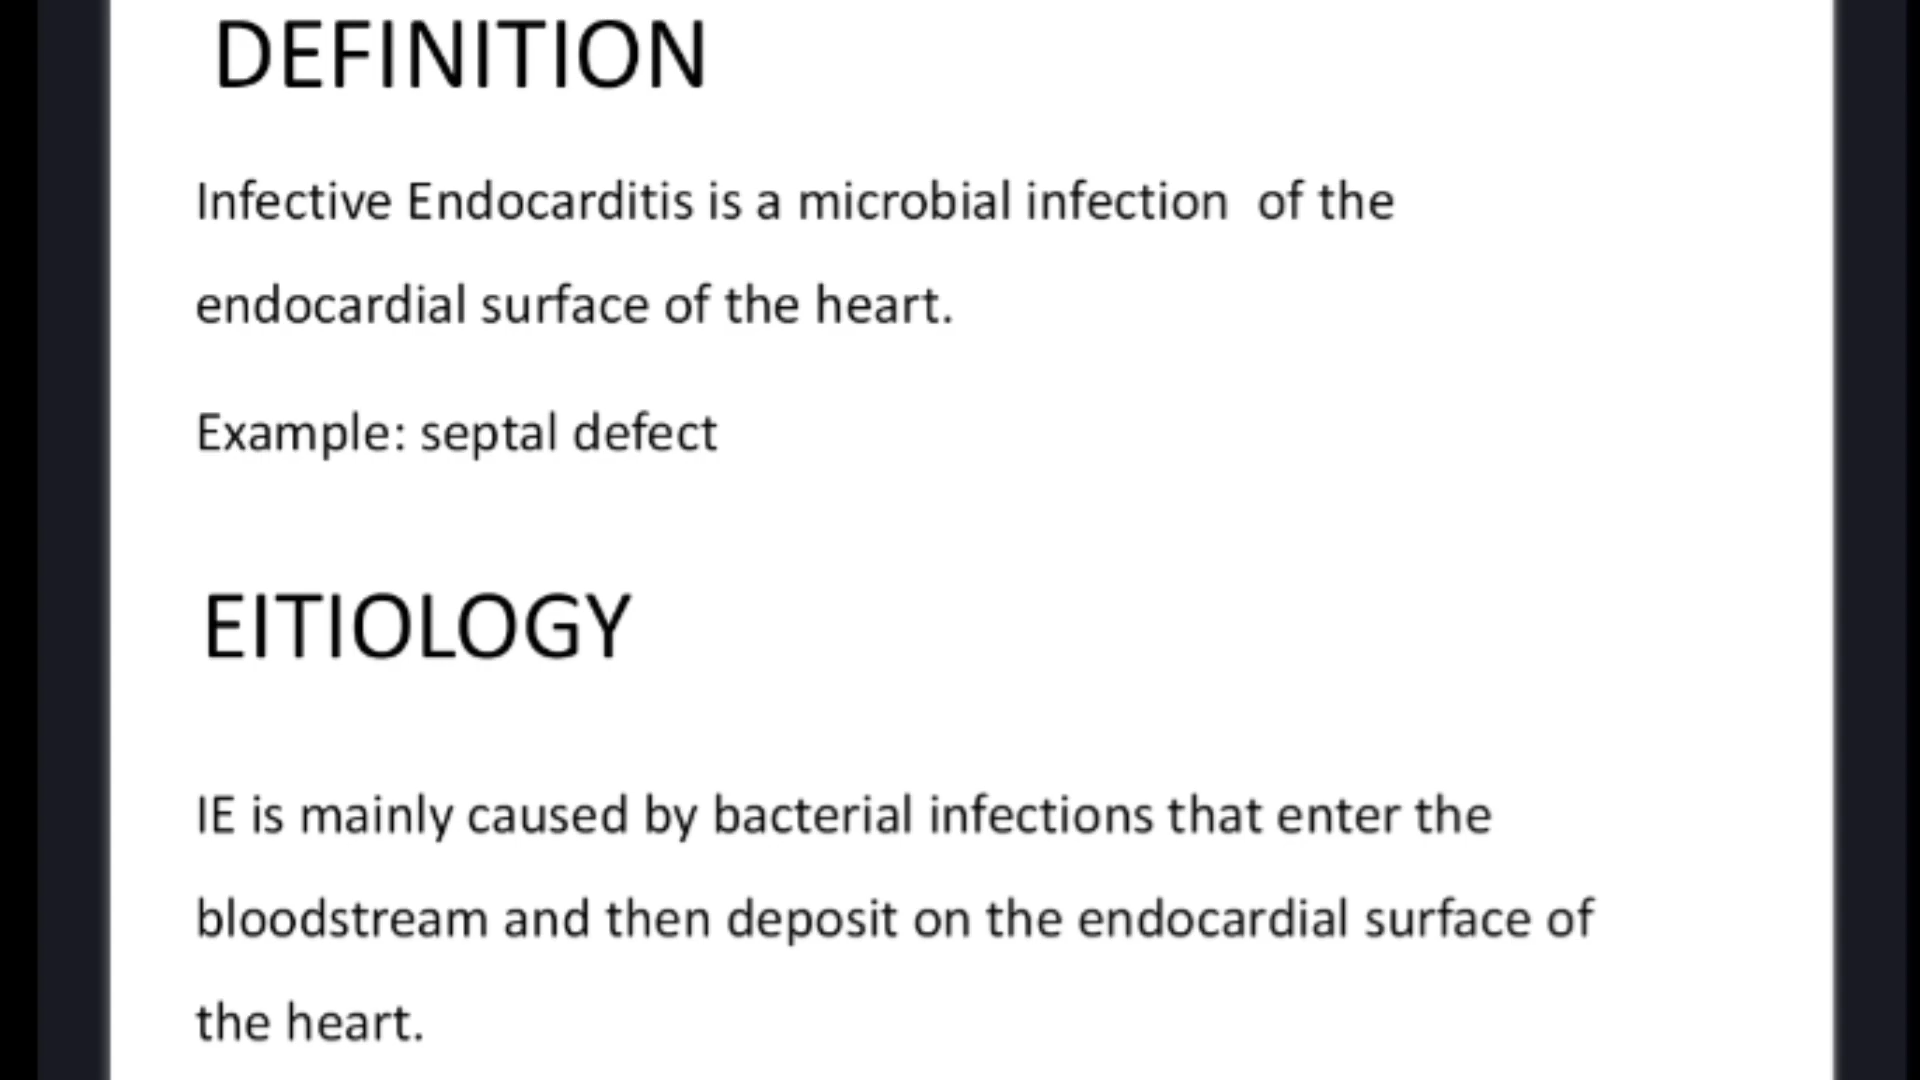 DEFINITION
Infective Endocarditis is a microbial infection  of the
endocardial surface of the heart.
Example: septal defect
EITIOLOGY
IE is mainly caused by bacterial infections that enter the
bloodstream and then deposit on the endocardial surface of
the heart.